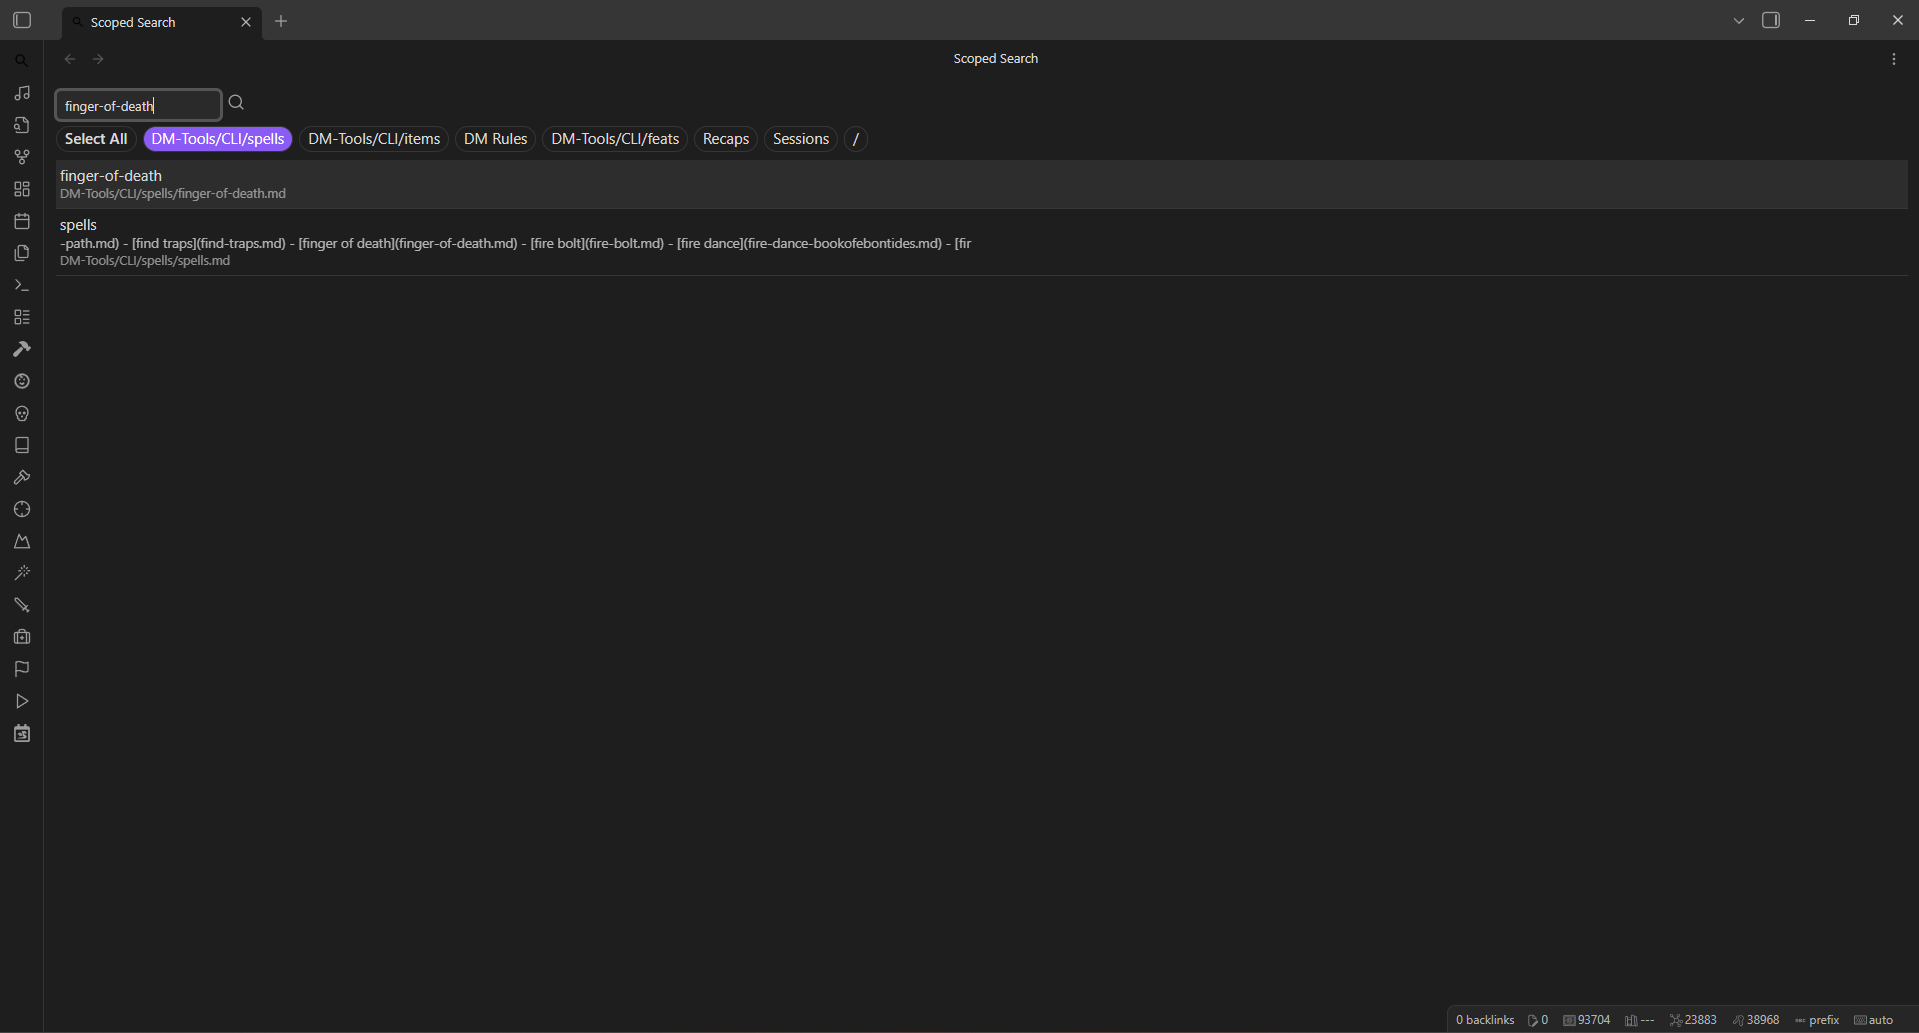 Scoped Search
Scoped Search
finger-of-death
Select All DM-Tools/CLI/spells DM-Tools/CLI/items DM Rules DM-Tools/CLI/feats Recaps Sessions /
finger-of-death
DM-Tools/CLI/spells/finger-of-death.md
spells
-path.md) - [find traps](find-traps.md) - [finger of death](finger-of-death.md) - [fire bolt](fire-bolt.md) - [fire dance](fire-dance-bookofebontides.md) - [fir
DM-Tools/CLI/spells/spells.md
0 backlinks 0 93704 --- 23883 38968 prefix auto